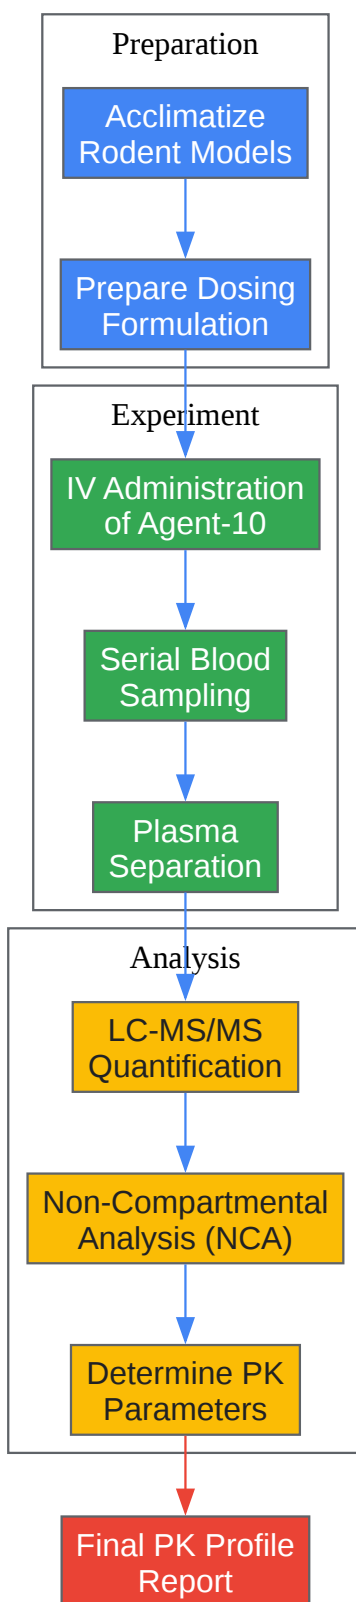 Preparation
Acclimatize
Rodent Models
Prepare Dosing
Formulation
Experiment
IV Administration
of Agent-10
Serial Blood
Sampling
Plasma
Separation
Analysis
LC-MS/MS
Quantification
Non-Compartmental
Analysis (NCA)
Determine PK
Parameters
Final PK Profile
Report